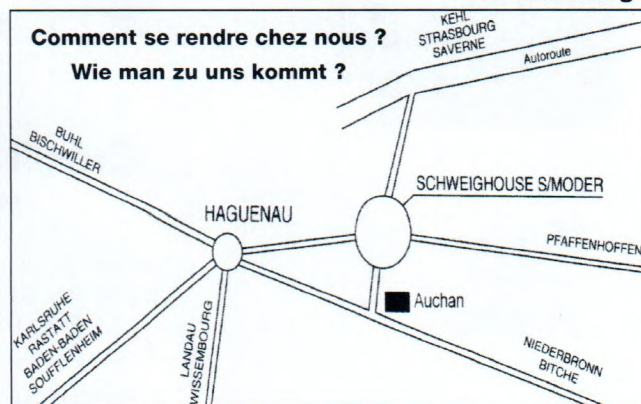 Comment se rendre chez nous ?
Wie man zu uns kommt ?
KEHL
STRASBOURG
SAVERNE
Autoroute
BUHL
BISCHWILLER
HAGUENAU
SCHWEIGHOUSE S/MODER
PFAFFENHOFFEN
Auchan
KARLSRUHE
RASTATT
BADEN-BADEN
SOUFFLENHEIM
LANDAU
WISSEMBOURG
NIEDERBRONN
BITCHE